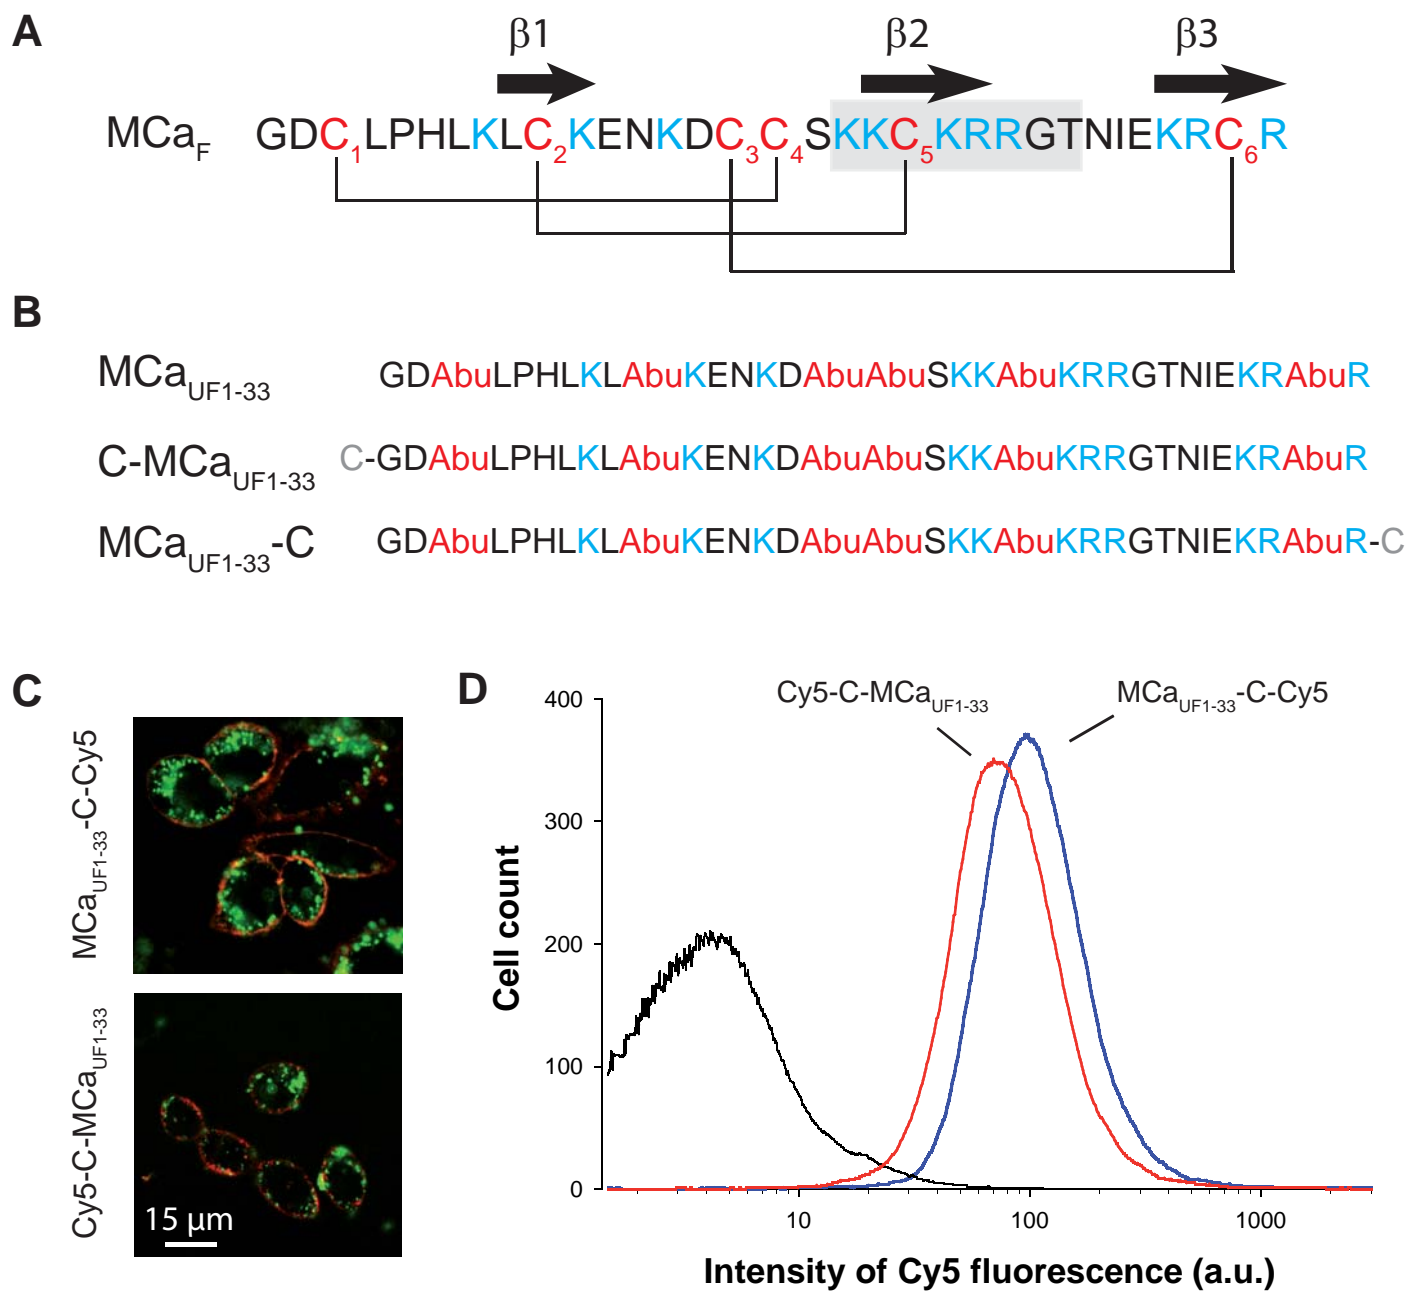 A
β1 β2 β3
MCaF GDC1LPHLKLC2KENKDC3C4SKKC5KRRGTNIEKRC6R
B
MCaUF1-33 GDAbuLPHLKLAbuKENKDAbuAbuSKKAbuKRRGTNIEKRAbuR
C-MCaUF1-33 C-GDAbuLPHLKLAbuKENKDAbuAbuSKKAbuKRRGTNIEKRAbuR
MCaUF1-33-C GDAbuLPHLKLAbuKENKDAbuAbuSKKAbuKRRGTNIEKRAbuR-C
C
MCaUF1-33-C-Cy5
Cy5-C-MCaUF1-33
15 µm
D
Cy5-C-MCaUF1-33 MCaUF1-33-C-Cy5
Cell count
400
300
200
100
0
10 100 1000
Intensity of Cy5 fluorescence (a.u.)